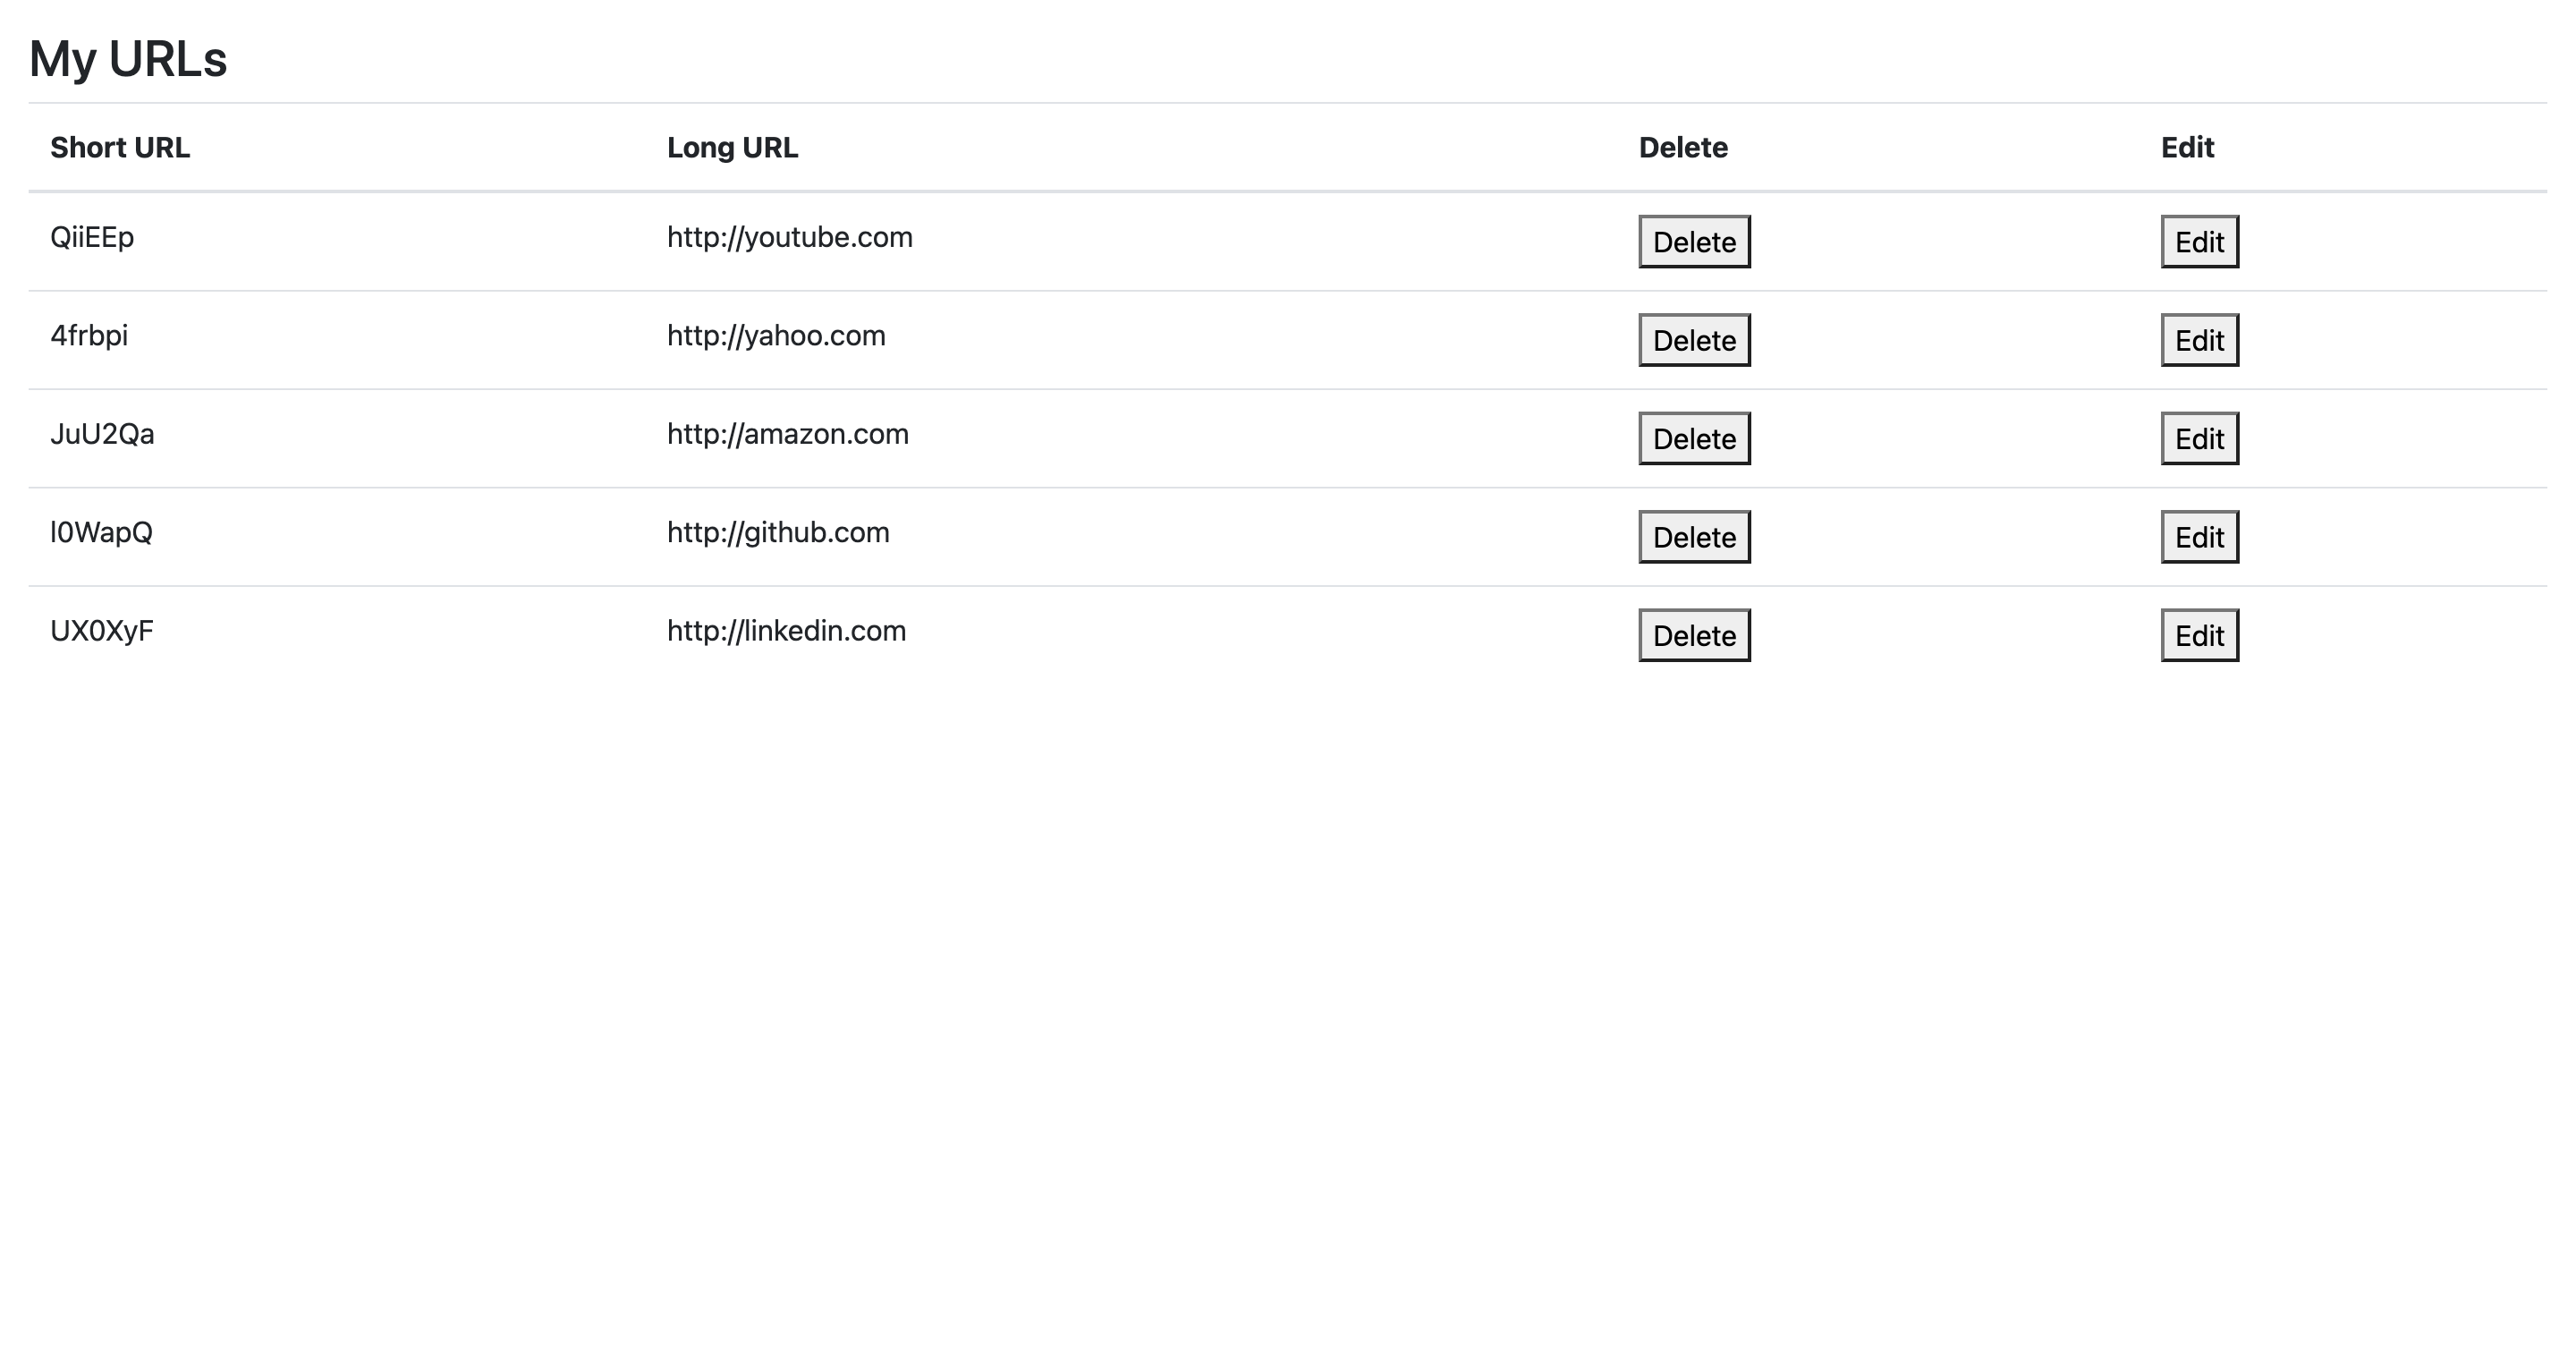 My URLs
Short URL Long URL Delete Edit
QiiEEp http://youtube.com Delete Edit
4frbpi http://yahoo.com Delete Edit
JuU2Qa http://amazon.com Delete Edit
l0WapQ http://github.com Delete Edit
UX0XyF http://linkedin.com Delete Edit